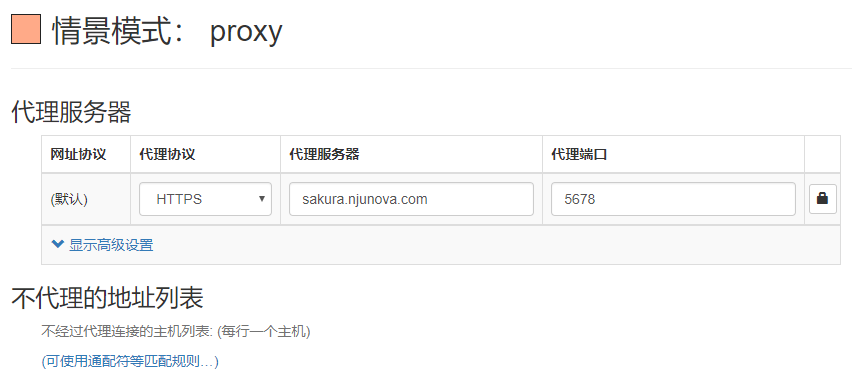 情景模式： proxy
代理服务器
网址协议 代理协议 代理服务器 代理端口
(默认) HTTPS sakura.njunova.com 5678
显示高级设置
不代理的地址列表
不经过代理连接的主机列表: (每行一个主机)
(可使用通配符等匹配规则…)